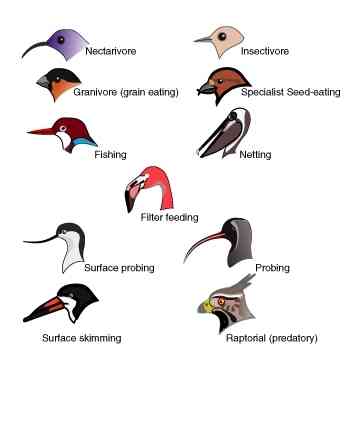 Nectarivore
Insectivore
Granivore (grain eating)
Specialist Seed-eating
Fishing
Netting
Filter feeding
Surface probing
Probing
Surface skimming
Raptorial (predatory)